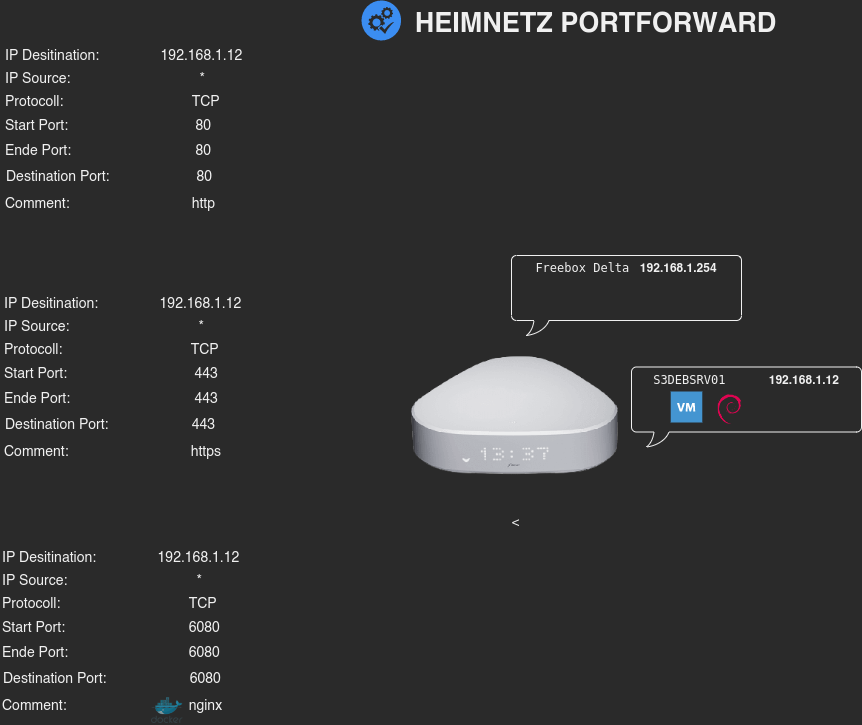 HEIMNETZ PORTFORWARD
IP Desitination: 192.168.1.12
IP Source: *
Protocoll: TCP
Start Port: 80
Ende Port: 80
Destination Port: 80
Comment: http
Freebox Delta 192.168.1.254
IP Desitination: 192.168.1.12
IP Source: *
Protocoll: TCP
Start Port: 443
Ende Port: 443
Destination Port: 443
Comment: https
S3DEBSRV01 192.168.1.12
VM
13:37
<
IP Desitination: 192.168.1.12
IP Source: *
Protocoll: TCP
Start Port: 6080
Ende Port: 6080
Destination Port: 6080
Comment: nginx
docker